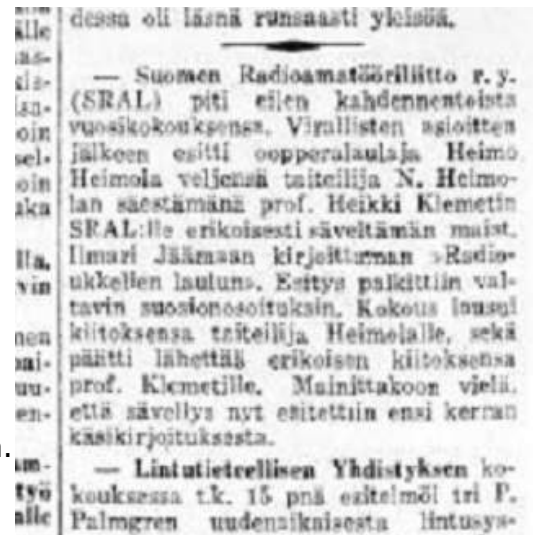 dessa oli läsnä runsaasti yleisöä.
— Suomen Radioamatööriliitto r. y.
(SRAL) piti eilen kahdennentoista
vuosikokouksensa. Virallisten asioitten
jälkeen esitti oopperalaulaja Heimo
Heimola veljensä taiteilija N. Heimo-
lan säestämänä prof. Heikki Klemetin
SRAL:lle erikoisesti säveltämän maist.
Ilmari Jäämaan kirjoittaman »Radio-
ukkelien laulun». Esitys palkittiin val-
tavin suosionosoituksin. Kokous lausui
kiitoksensa taiteilija Heimolalle, sekä
päätti lähettää erikoisen kiitoksensa
prof. Klemetille. Mainittakoon vielä,
että sävellys nyt esitettiin ensi kerran
käsikirjoituksesta.
— Lintutieteellisen Yhdistyksen ko-
kouksessa t.k. 15 pnä esitelmöi tri P.
Palmgren uudenaikaisesta lintusys-